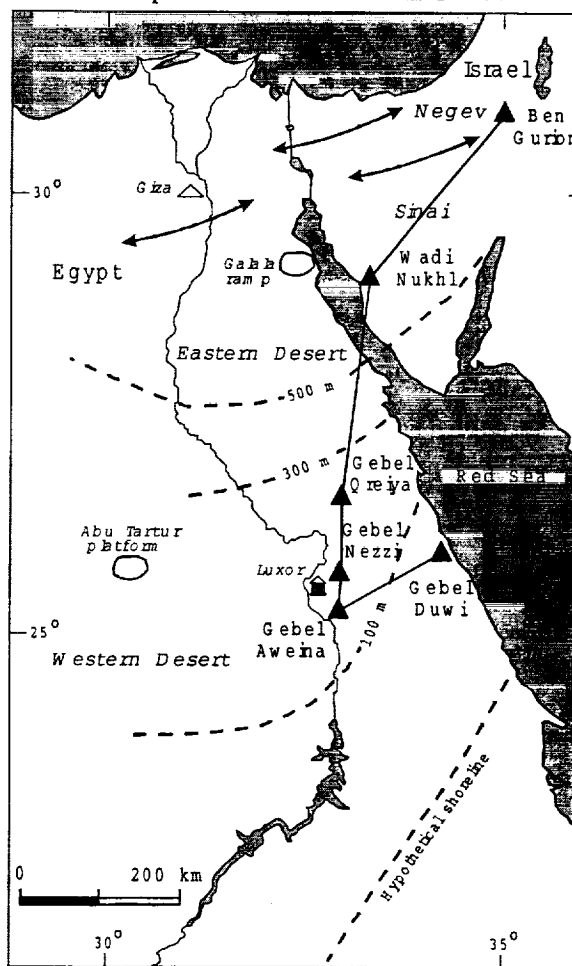 Israel
Negev
Ben
Gurion
30°
Giza
Sinai
Egypt
Galala
ramp
Wadi
Nukhl
Eastern Desert
500 m
300 m
Gebel
Qreiya
Red Sea
Abu Tartur
platform
Gebel
Nezzi
Luxor
Gebel
Duwi
25°
Gebel
Aweina
100 m
Western Desert
Hypothetical shoreline
0 200 km
30° 35°